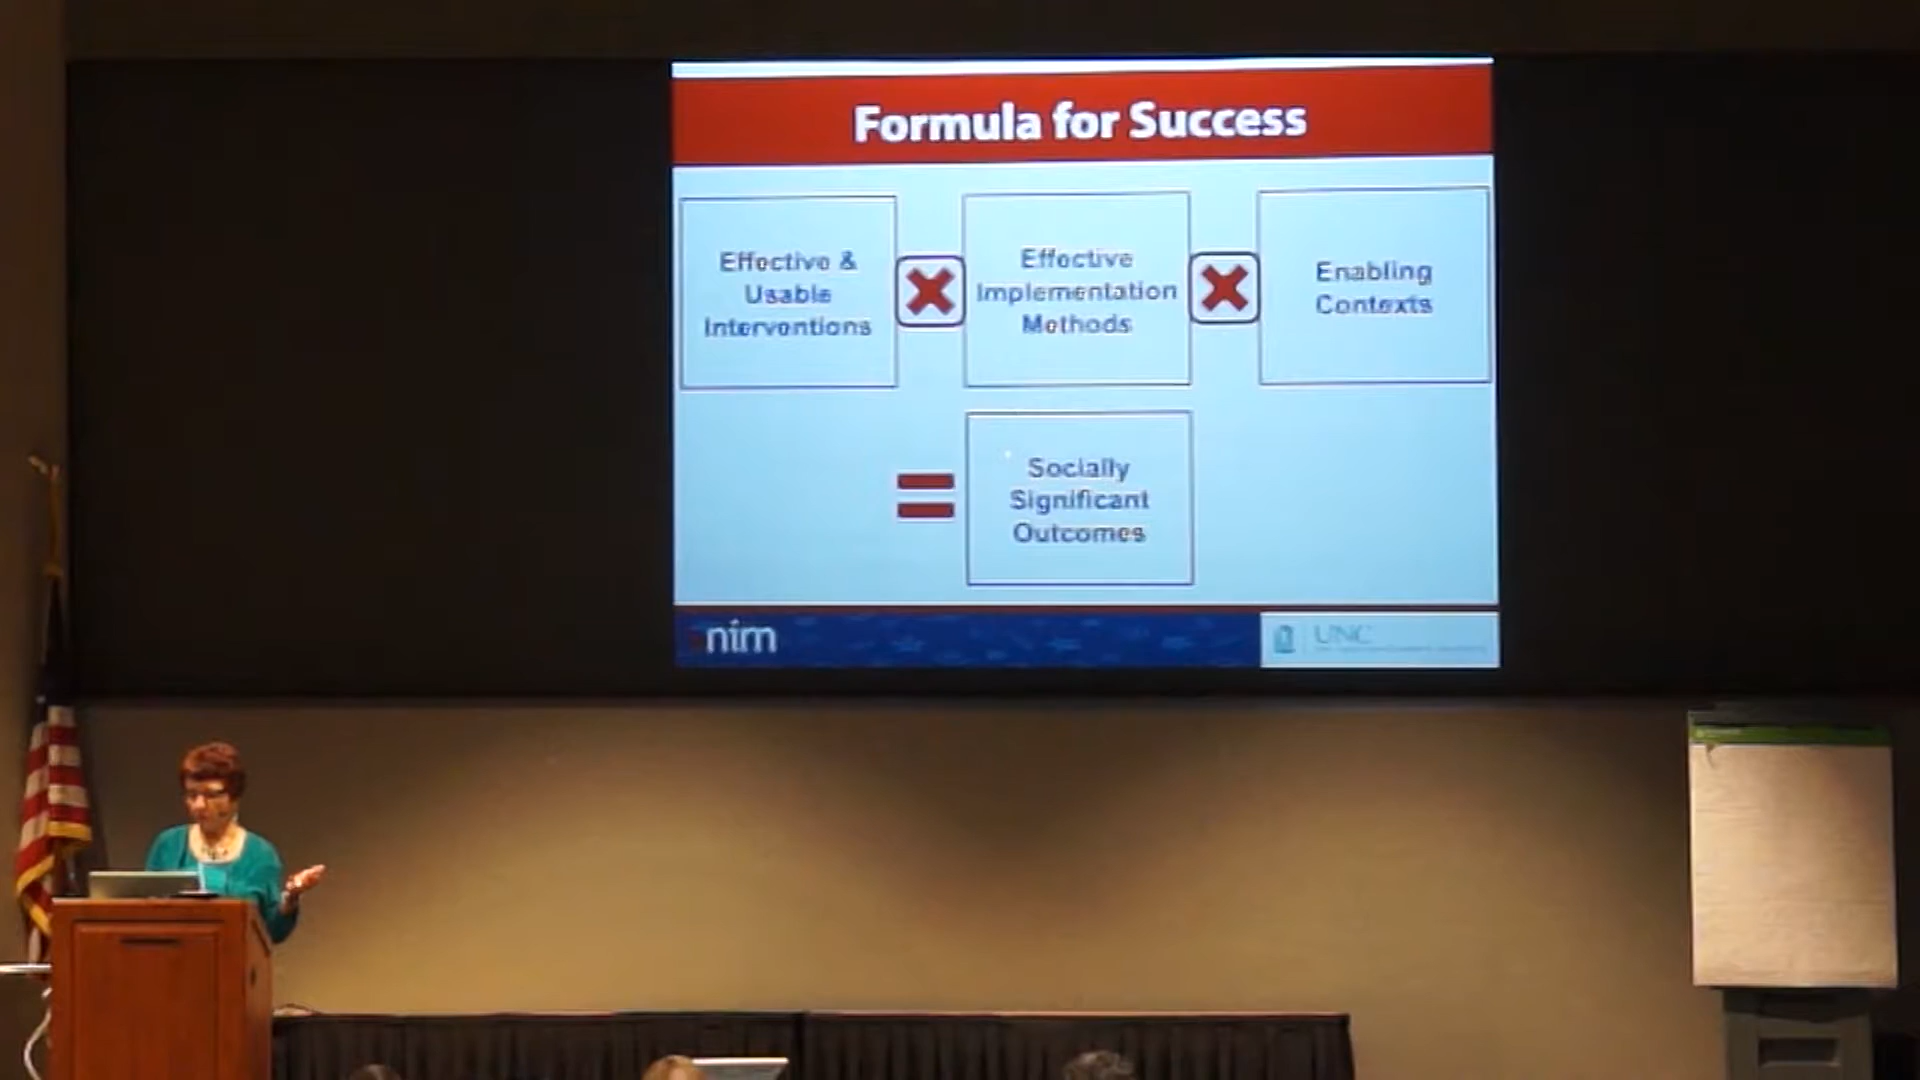 Formula for Success
Effective &
Usable
Interventions
Effective
Implementation
Methods
Enabling
Contexts
Socially
Significant
Outcomes
nirn
UNC